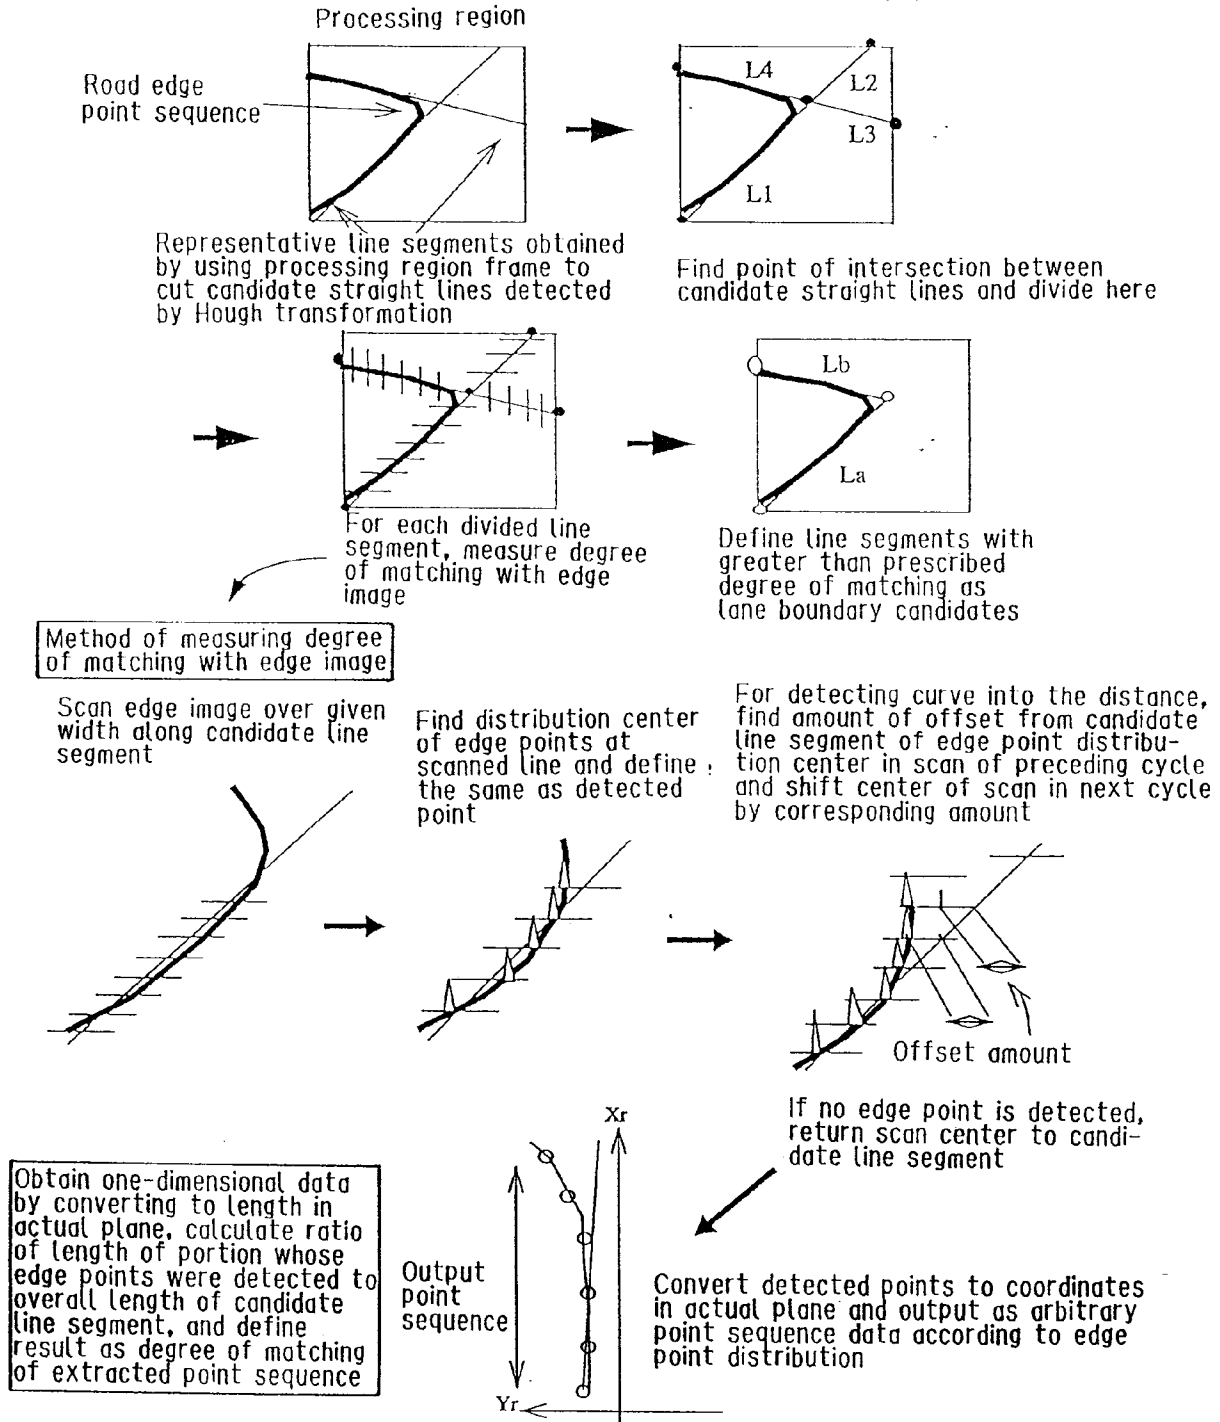 Processing region
Road edge
point sequence
L4
L2
L3
L1
Representative line segments obtained
by using processing region frame to
cut candidate straight lines detected
by Hough transformation
Find point of intersection between
candidate straight lines and divide here
Lb
La
For each divided line
segment, measure degree
of matching with edge
image
Define line segments with
greater than prescribed
degree of matching as
lane boundary candidates
Method of measuring degree
of matching with edge image
Scan edge image over given
width along candidate line
segment
Find distribution center
of edge points at
scanned line and define
the same as detected
point
For detecting curve into the distance,
find amount of offset from candidate
line segment of edge point distribu-
tion center in scan of preceding cycle
and shift center of scan in next cycle
by corresponding amount
Offset amount
If no edge point is detected,
return scan center to candi-
date line segment
Obtain one-dimensional data
by converting to length in
actual plane, calculate ratio
of length of portion whose
edge points were detected to
overall length of candidate
line segment, and define
result as degree of matching
of extracted point sequence
Output
point
sequence
Xr
Yr
Convert detected points to coordinates
in actual plane and output as arbitrary
point sequence data according to edge
point distribution